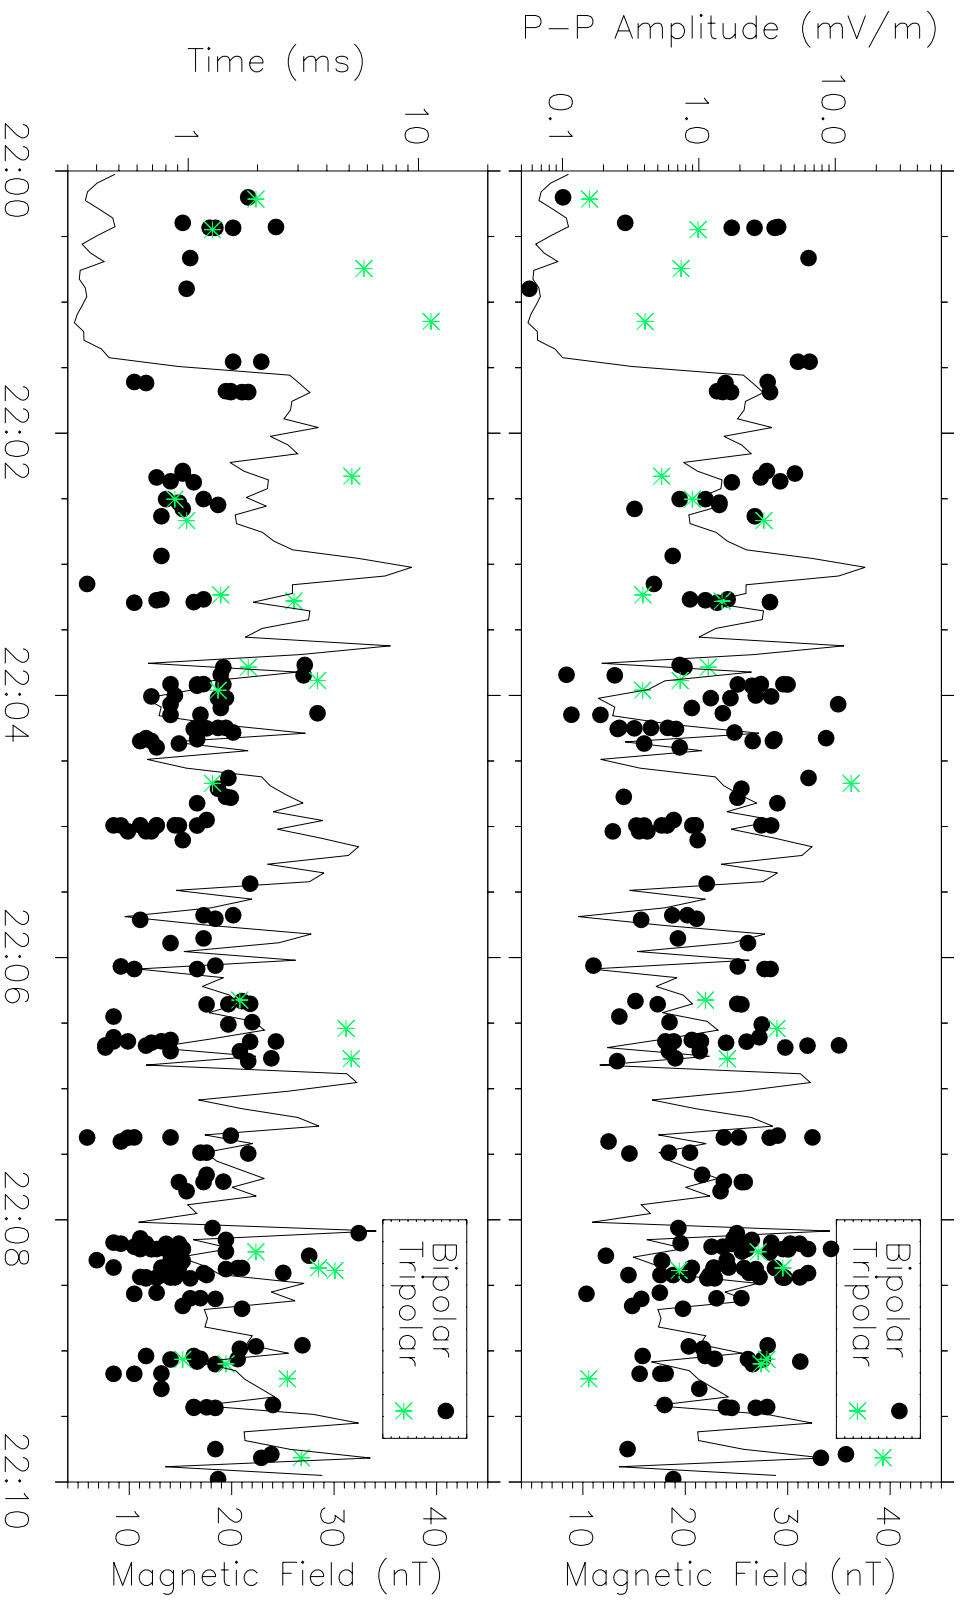 P-P Amplitude (mV/m)
0.1
1.0
10.0
Bipolar
Tripolar
10
20
30
40
Magnetic Field (nT)
Time (ms)
1
10
Bipolar
Tripolar
10
20
30
40
Magnetic Field (nT)
22:00
22:02
22:04
22:06
22:08
22:10